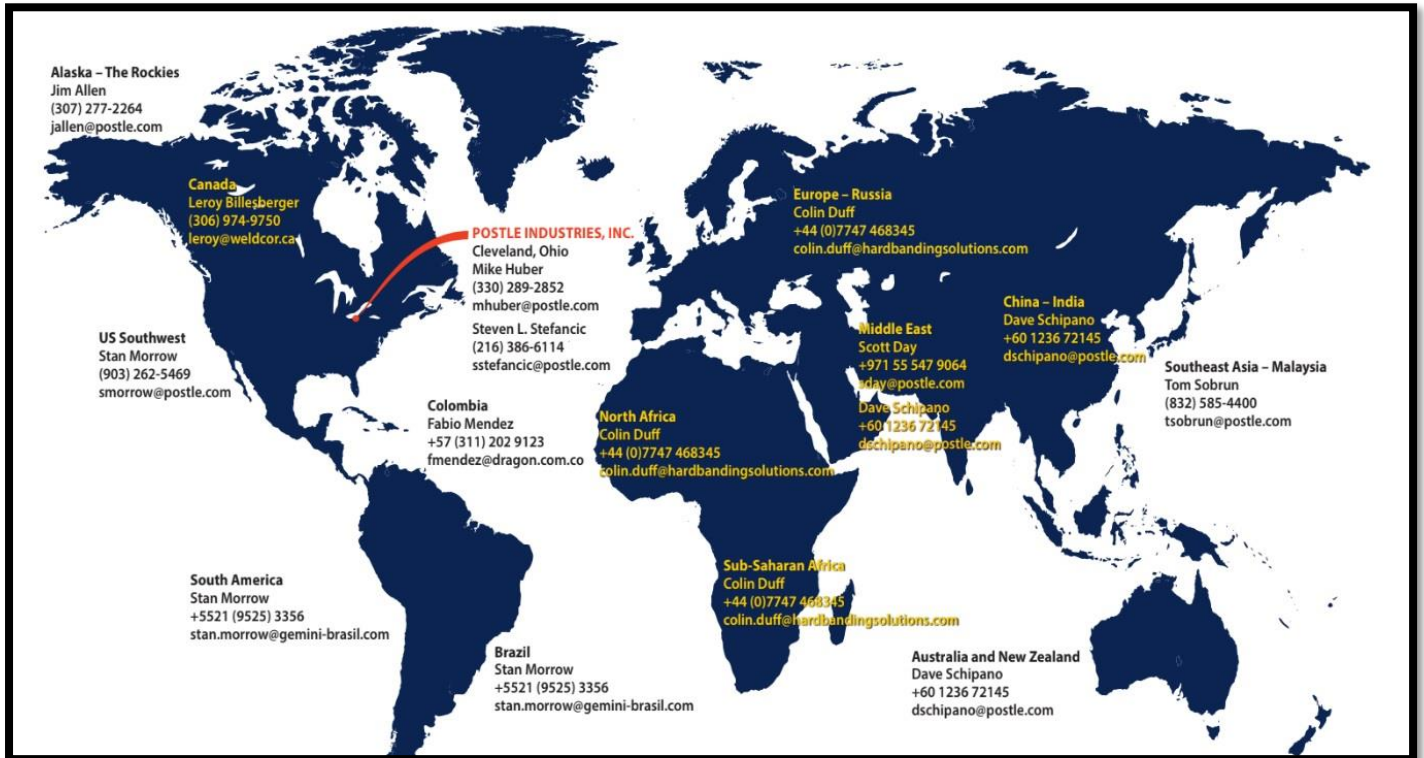 Alaska – The Rockies
Jim Allen
(307) 277-2264
jallen@postle.com
Canada
Leroy Billesberger
(306) 974-9750
leroy@weldcor.ca
POSTLE INDUSTRIES, INC.
Cleveland, Ohio
Mike Huber
(330) 289-2852
mhuber@postle.com
Steven L. Stefancic
(216) 386-6114
sstefancic@postle.com
Europe – Russia
Colin Duff
+44 (0)7747 468345
colin.duff@hardbandingsolutions.com
US Southwest
Stan Morrow
(903) 262-5469
smorrow@postle.com
Middle East
Scott Day
+971 55 547 9064
sday@postle.com
Dave Schipano
+60 1236 72145
dschipano@postle.com
China – India
Dave Schipano
+60 1236 72145
dschipano@postle.com
Southeast Asia – Malaysia
Tom Sobrun
(832) 585-4400
tsobrun@postle.com
Colombia
Fabio Mendez
+57 (311) 202 9123
fmendez@dragon.com.co
North Africa
Colin Duff
+44 (0)7747 468345
colin.duff@hardbandingsolutions.com
South America
Stan Morrow
+5521 (9525) 3356
stan.morrow@gemini-brasil.com
Brazil
Stan Morrow
+5521 (9525) 3356
stan.morrow@gemini-brasil.com
Sub-Saharan Africa
Colin Duff
+44 (0)7747 468345
colin.duff@hardbandingsolutions.com
Australia and New Zealand
Dave Schipano
+60 1236 72145
dschipano@postle.com